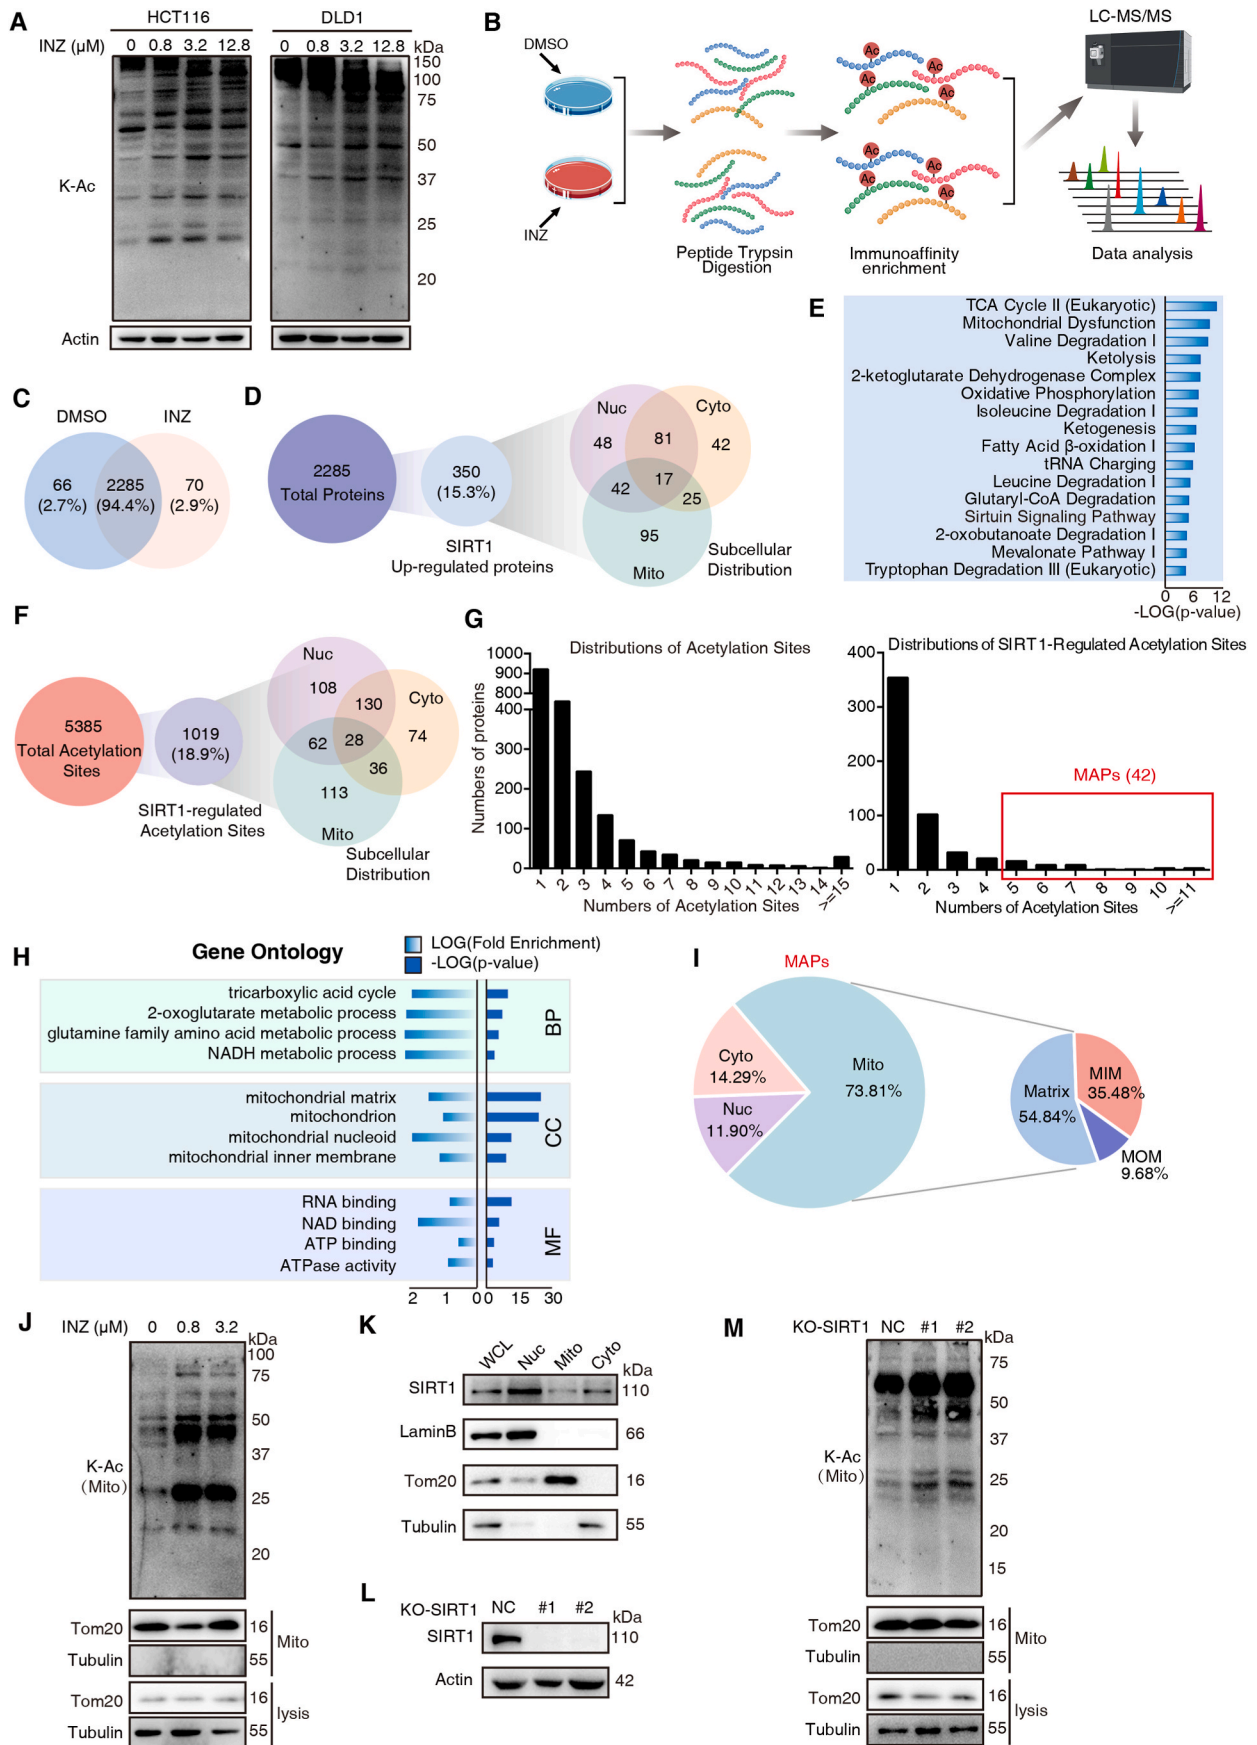 A
HCT116
DLD1
INZ (μM)
0 0.8 3.2 12.8
0 0.8 3.2 12.8
kDa
150
100
75
50
37
25
20
K-Ac
Actin
B
DMSO
INZ
Peptide Trypsin
Digestion
Ac
Ac
Ac
Ac
Ac
Ac
Ac
Ac
Immunoaffinity
enrichment
LC-MS/MS
Data analysis
C
DMSO
INZ
66
(2.7%)
2285
(94.4%)
70
(2.9%)
D
2285
Total Proteins
350
(15.3%)
SIRT1
Up-regulated proteins
Nuc
Cyto
48
81
42
17
42
25
95
Mito
Subcellular
Distribution
E
TCA Cycle II (Eukaryotic)
Mitochondrial Dysfunction
Valine Degradation I
Ketolysis
2-ketoglutarate Dehydrogenase Complex
Oxidative Phosphorylation
Isoleucine Degradation I
Ketogenesis
Fatty Acid β-oxidation I
tRNA Charging
Leucine Degradation I
Glutaryl-CoA Degradation
Sirtuin Signaling Pathway
2-oxobutanoate Degradation I
Mevalonate Pathway I
Tryptophan Degradation III (Eukaryotic)
0 6 12
-LOG(p-value)
F
5385
Total Acetylation
Sites
1019
(18.9%)
SIRT1-regulated
Acetylation Sites
Nuc
108
130
Cyto
62
28
74
36
113
Mito
Subcellular
Distribution
G
Distributions of Acetylation Sites
Numbers of proteins
1000
900
800
400
300
200
100
0
1 2 3 4 5 6 7 8 9 10 11 12 13 14 >=15
Numbers of Acetylation Sites
Distributions of SIRT1-Regulated Acetylation Sites
400
300
200
100
0
MAPs (42)
1 2 3 4 5 6 7 8 9 10 >=11
Numbers of Acetylation Sites
H
Gene Ontology
LOG(Fold Enrichment)
-LOG(p-value)
tricarboxylic acid cycle
2-oxoglutarate metabolic process
glutamine family amino acid metabolic process
NADH metabolic process
BP
mitochondrial matrix
mitochondrion
mitochondrial nucleoid
mitochondrial inner membrane
CC
RNA binding
NAD binding
ATP binding
ATPase activity
MF
2 1 0 0 15 30
I
MAPs
Cyto
14.29%
Nuc
11.90%
Mito
73.81%
Matrix
54.84%
MIM
35.48%
MOM
9.68%
J
INZ (μM) 0 0.8 3.2
kDa
100
75
50
37
25
20
K-Ac
(Mito)
Tom20 16
Tubulin 55
Mito
Tom20 16
Tubulin 55
lysis
K
WCL Nuc Mito Cyto
kDa
SIRT1 110
LaminB 66
Tom20 16
Tubulin 55
L
KO-SIRT1 NC #1 #2
kDa
SIRT1 110
Actin 42
M
KO-SIRT1 NC #1 #2
kDa
75
50
37
25
20
15
K-Ac
(Mito)
Tom20 16
Tubulin 55
Mito
Tom20 16
Tubulin 55
lysis